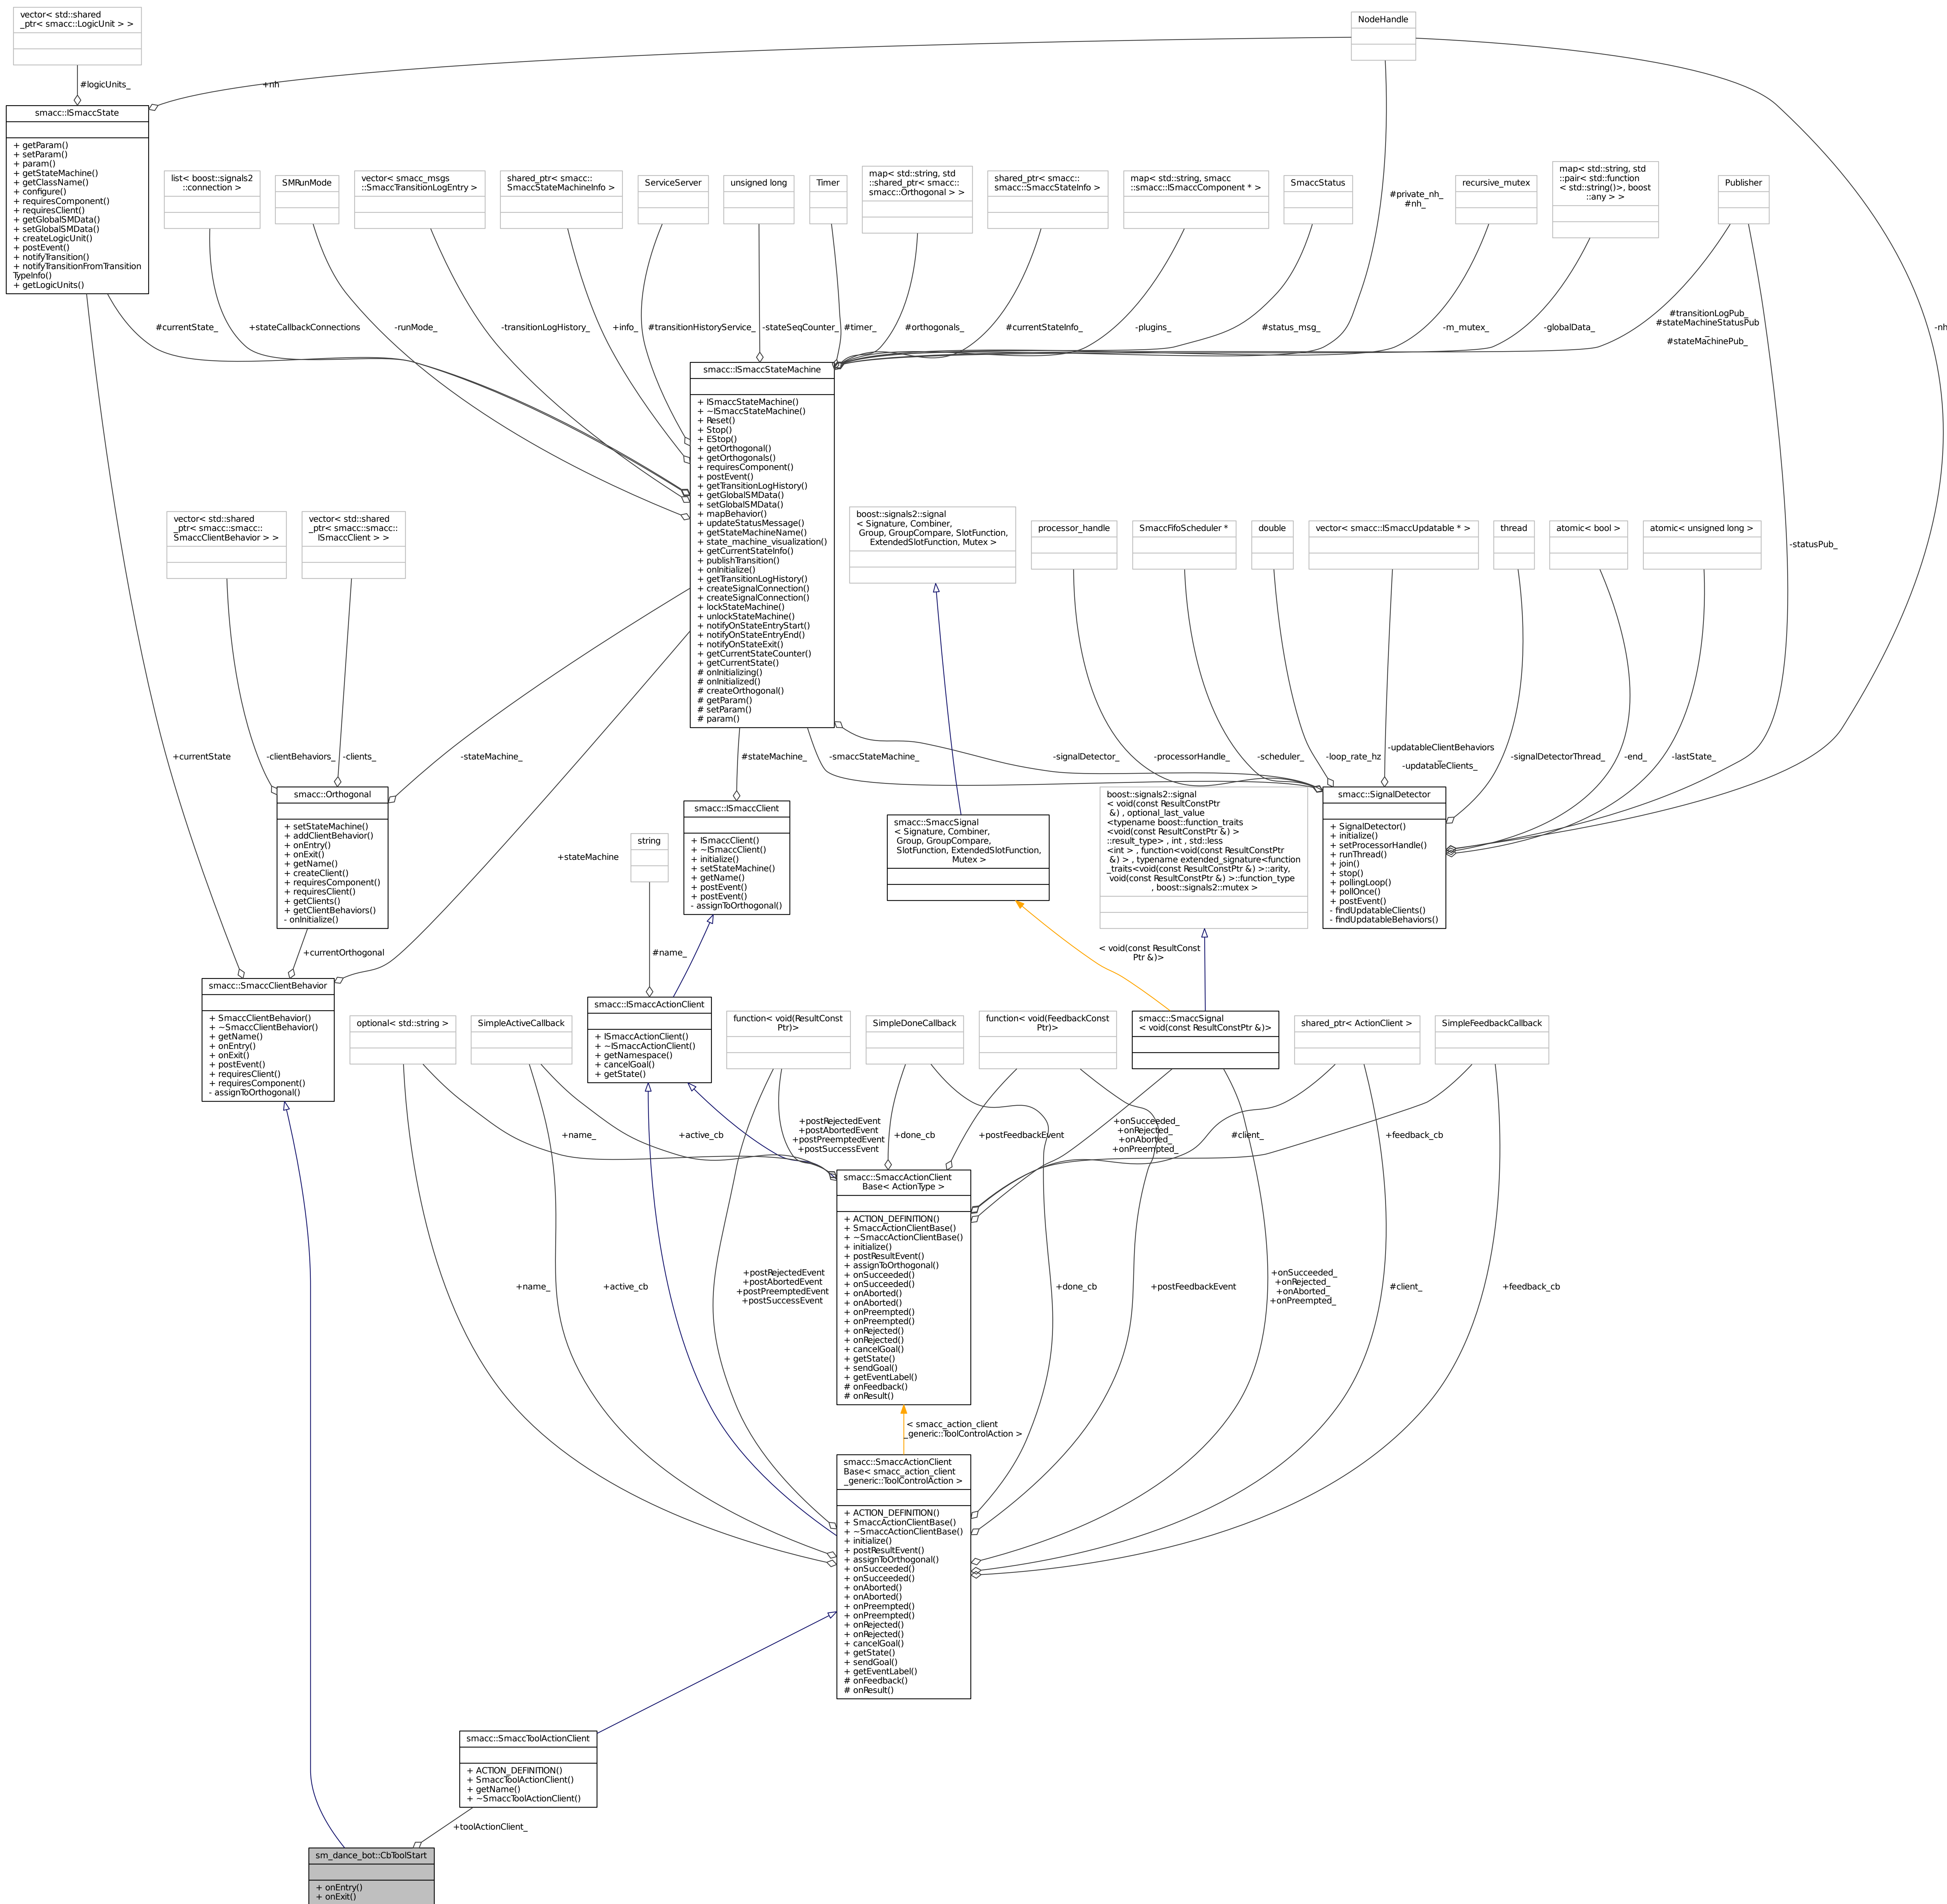 vector< std::shared
_ptr< smacc::LogicUnit > >
NodeHandle
#logicUnits_
+nh
smacc::ISmaccState
+ getParam()
+ setParam()
+ param()
+ getStateMachine()
+ getClassName()
+ configure()
+ requiresComponent()
+ requiresClient()
+ getGlobalSMData()
+ setGlobalSMData()
+ createLogicUnit()
+ postEvent()
+ notifyTransition()
+ notifyTransitionFromTransition
TypeInfo()
+ getLogicUnits()
list< boost::signals2
::connection >
SMRunMode
vector< smacc_msgs
::SmaccTransitionLogEntry >
shared_ptr< smacc::
SmaccStateMachineInfo >
ServiceServer
unsigned long
Timer
map< std::string, std
::shared_ptr< smacc::
smacc::Orthogonal > >
shared_ptr< smacc::
smacc::SmaccStateInfo >
map< std::string, smacc
::smacc::ISmaccComponent * >
SmaccStatus
#private_nh_
#nh_
recursive_mutex
map< std::string, std
::pair< std::function
< std::string()>, boost
::any > >
Publisher
#currentState_
+stateCallbackConnections
-runMode_
-transitionLogHistory_
+info_
#transitionHistoryService_
-stateSeqCounter_
#timer_
#orthogonals_
#currentStateInfo_
-plugins_
#status_msg_
-m_mutex_
-globalData_
#transitionLogPub_
#stateMachineStatusPub
_
#stateMachinePub_
-nh_
smacc::ISmaccStateMachine
+ ISmaccStateMachine()
+ ~ISmaccStateMachine()
+ Reset()
+ Stop()
+ EStop()
+ getOrthogonal()
+ getOrthogonals()
+ requiresComponent()
+ postEvent()
+ getTransitionLogHistory()
+ getGlobalSMData()
+ setGlobalSMData()
+ mapBehavior()
+ updateStatusMessage()
+ getStateMachineName()
+ state_machine_visualization()
+ getCurrentStateInfo()
+ publishTransition()
+ onInitialize()
+ getTransitionLogHistory()
+ createSignalConnection()
+ createSignalConnection()
+ lockStateMachine()
+ unlockStateMachine()
+ notifyOnStateEntryStart()
+ notifyOnStateEntryEnd()
+ notifyOnStateExit()
+ getCurrentStateCounter()
+ getCurrentState()
# onInitializing()
# onInitialized()
# createOrthogonal()
# getParam()
# setParam()
# param()
vector< std::shared
_ptr< smacc::smacc::
SmaccClientBehavior > >
vector< std::shared
_ptr< smacc::smacc::
ISmaccClient > >
boost::signals2::signal
< Signature, Combiner,
Group, GroupCompare, SlotFunction,
ExtendedSlotFunction, Mutex >
processor_handle
SmaccFifoScheduler *
double
vector< smacc::ISmaccUpdatable * >
thread
atomic< bool >
atomic< unsigned long >
-statusPub_
+currentState
-clientBehaviors_
-clients_
-stateMachine_
#stateMachine_
-smaccStateMachine_
-signalDetector_
-processorHandle_
-scheduler_
-loop_rate_hz
-updatableClientBehaviors
_
-updatableClients_
-signalDetectorThread_
-end_
-lastState_
smacc::Orthogonal
+ setStateMachine()
+ addClientBehavior()
+ onEntry()
+ onExit()
+ getName()
+ createClient()
+ requiresComponent()
+ requiresClient()
+ getClients()
+ getClientBehaviors()
- onInitialize()
+stateMachine
string
smacc::ISmaccClient
+ ISmaccClient()
+ ~ISmaccClient()
+ initialize()
+ setStateMachine()
+ getName()
+ postEvent()
+ postEvent()
- assignToOrthogonal()
smacc::SmaccSignal
< Signature, Combiner,
Group, GroupCompare,
SlotFunction, ExtendedSlotFunction,
Mutex >
boost::signals2::signal
< void(const ResultConstPtr
&) , optional_last_value
<typename boost::function_traits
<void(const ResultConstPtr &) >
::result_type> , int , std::less
<int > , function<void(const ResultConstPtr
&) > , typename extended_signature<function
_traits<void(const ResultConstPtr &) >::arity,
void(const ResultConstPtr &) >::function_type
, boost::signals2::mutex >
smacc::SignalDetector
+ SignalDetector()
+ initialize()
+ setProcessorHandle()
+ runThread()
+ join()
+ stop()
+ pollingLoop()
+ pollOnce()
+ postEvent()
- findUpdatableClients()
- findUpdatableBehaviors()
+currentOrthogonal
#name_
< void(const ResultConst
Ptr &)>
smacc::SmaccClientBehavior
+ SmaccClientBehavior()
+ ~SmaccClientBehavior()
+ getName()
+ onEntry()
+ onExit()
+ postEvent()
+ requiresClient()
+ requiresComponent()
- assignToOrthogonal()
optional< std::string >
SimpleActiveCallback
smacc::ISmaccActionClient
+ ISmaccActionClient()
+ ~ISmaccActionClient()
+ getNamespace()
+ cancelGoal()
+ getState()
function< void(ResultConst
Ptr)>
SimpleDoneCallback
function< void(FeedbackConst
Ptr)>
smacc::SmaccSignal
< void(const ResultConstPtr &)>
shared_ptr< ActionClient >
SimpleFeedbackCallback
+name_
+active_cb
+postRejectedEvent
+postAbortedEvent
+postPreemptedEvent
+postSuccessEvent
+done_cb
+postFeedbackEvent
+onSucceeded_
+onRejected_
+onAborted_
+onPreempted_
#client_
+feedback_cb
smacc::SmaccActionClient
Base< ActionType >
+ ACTION_DEFINITION()
+ SmaccActionClientBase()
+ ~SmaccActionClientBase()
+ initialize()
+ postResultEvent()
+ assignToOrthogonal()
+ onSucceeded()
+ onSucceeded()
+ onAborted()
+ onAborted()
+ onPreempted()
+ onPreempted()
+ onRejected()
+ onRejected()
+ cancelGoal()
+ getState()
+ sendGoal()
+ getEventLabel()
# onFeedback()
# onResult()
+name_
+active_cb
+postRejectedEvent
+postAbortedEvent
+postPreemptedEvent
+postSuccessEvent
+done_cb
+postFeedbackEvent
+onSucceeded_
+onRejected_
+onAborted_
+onPreempted_
#client_
+feedback_cb
< smacc_action_client
_generic::ToolControlAction >
smacc::SmaccActionClient
Base< smacc_action_client
_generic::ToolControlAction >
+ ACTION_DEFINITION()
+ SmaccActionClientBase()
+ ~SmaccActionClientBase()
+ initialize()
+ postResultEvent()
+ assignToOrthogonal()
+ onSucceeded()
+ onSucceeded()
+ onAborted()
+ onAborted()
+ onPreempted()
+ onPreempted()
+ onRejected()
+ onRejected()
+ cancelGoal()
+ getState()
+ sendGoal()
+ getEventLabel()
# onFeedback()
# onResult()
smacc::SmaccToolActionClient
+ ACTION_DEFINITION()
+ SmaccToolActionClient()
+ getName()
+ ~SmaccToolActionClient()
+toolActionClient_
sm_dance_bot::CbToolStart
+ onEntry()
+ onExit()